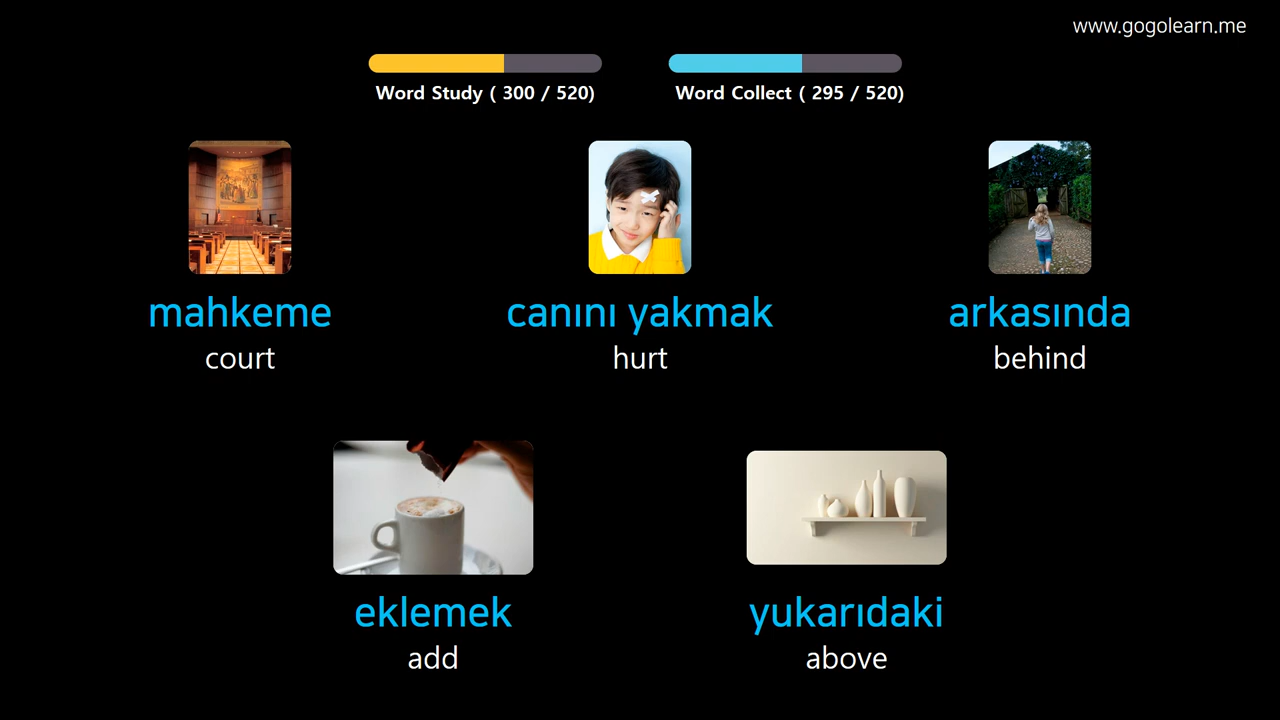 www.gogolearn.me
Word Study ( 300 / 520)
Word Collect ( 295 / 520)
mahkeme
court
canını yakmak
hurt
arkasında
behind
eklemek
add
yukarıdaki
above